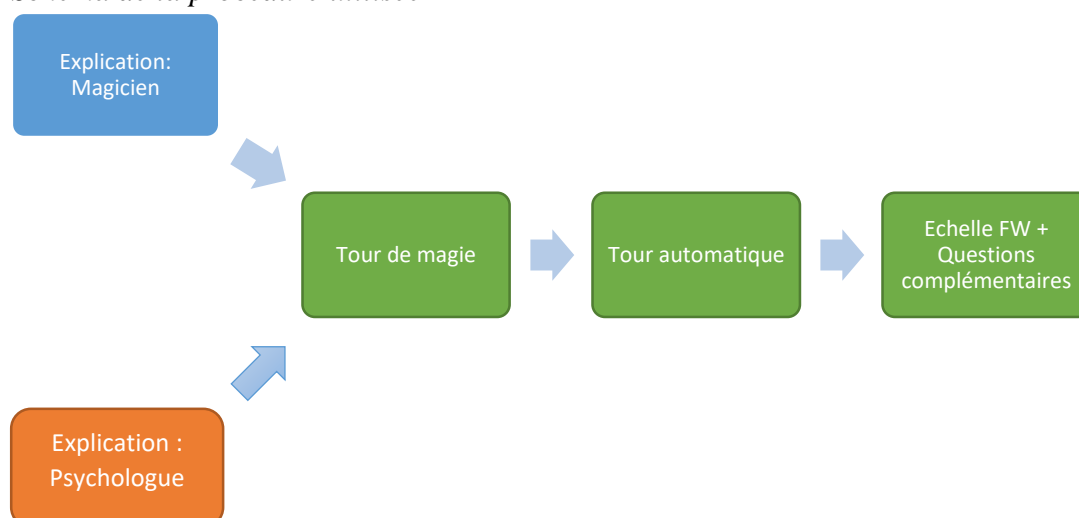 Explication:
Magicien
Tour de magie
Tour automatique
Echelle FW +
Questions
complémentaires
Explication :
Psychologue